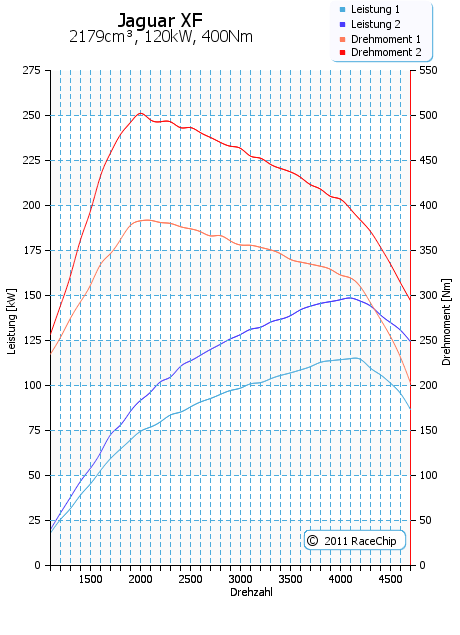 Jaguar XF
2179cm³, 120kW, 400Nm
Leistung 1
Leistung 2
Drehmoment 1
Drehmoment 2
275
250
225
200
175
150
125
100
75
50
25
0
Leistung [kW]
550
500
450
400
350
300
250
200
150
100
50
0
Drehmoment [Nm]
© 2011 RaceChip
1500 2000 2500 3000 3500 4000 4500
Drehzahl